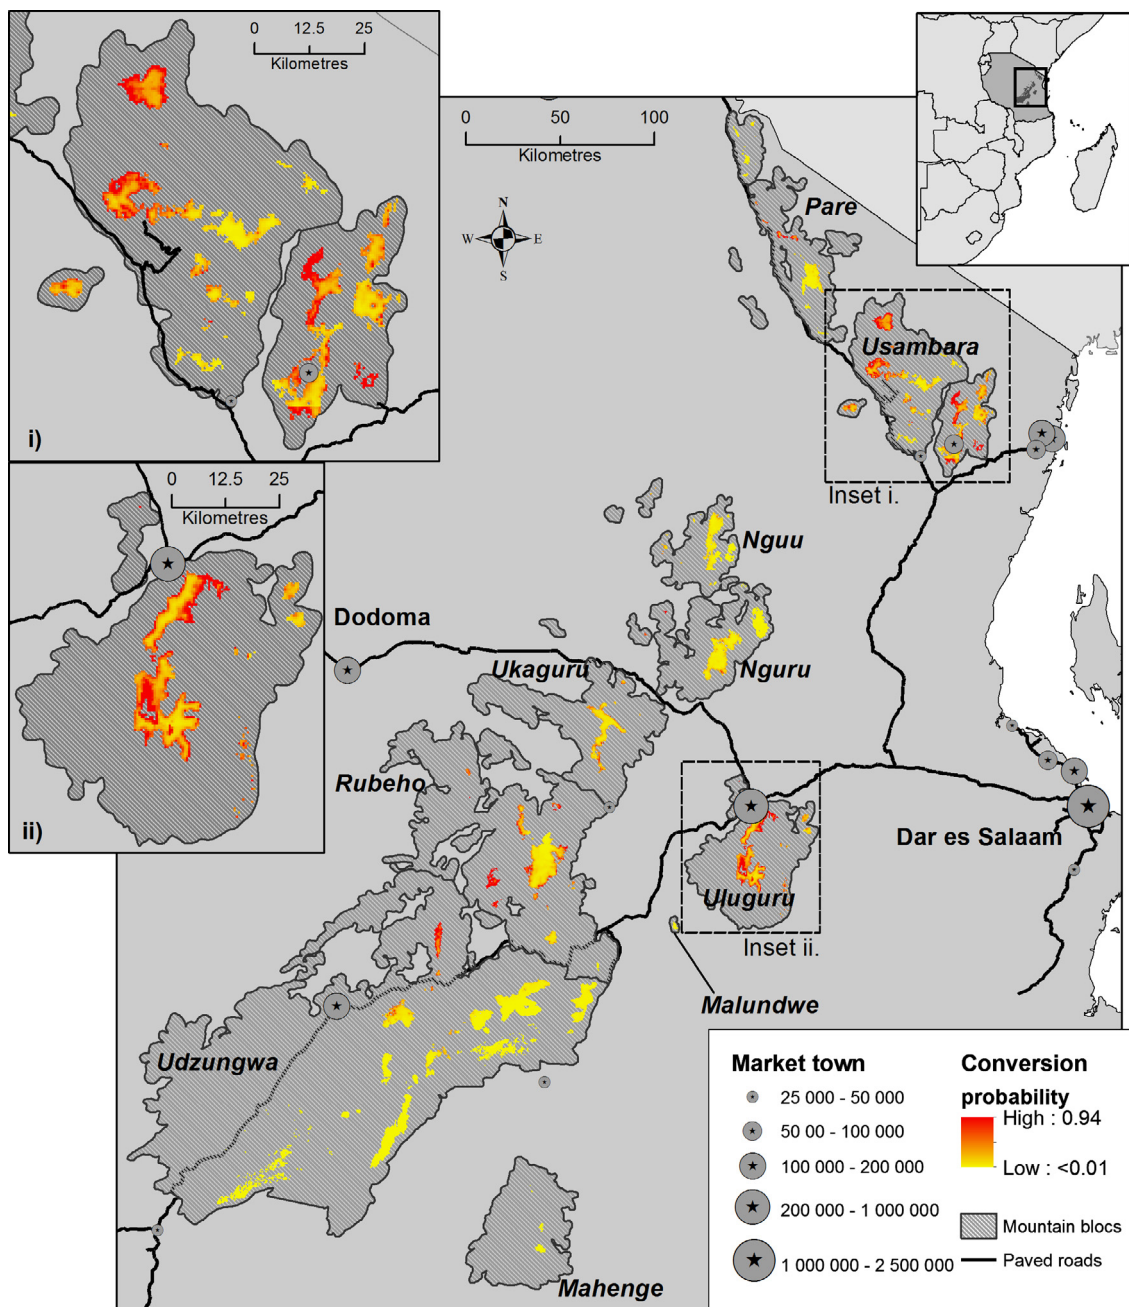 0 12.5 25
Kilometres
i)
0 12.5 25
Kilometres
ii)
0 50 100
Kilometres
N
W E
S
Pare
Usambara
Inset i.
Nguu
Dodoma
Nguru
Ukaguru
Rubeho
Dar es Salaam
Uluguru
Inset ii.
Malundwe
Udzungwa
Mahenge
Market town
25 000 - 50 000
50 00 - 100 000
100 000 - 200 000
200 000 - 1 000 000
1 000 000 - 2 500 000
Conversion
probability
High : 0.94
Low : <0.01
Mountain blocs
Paved roads